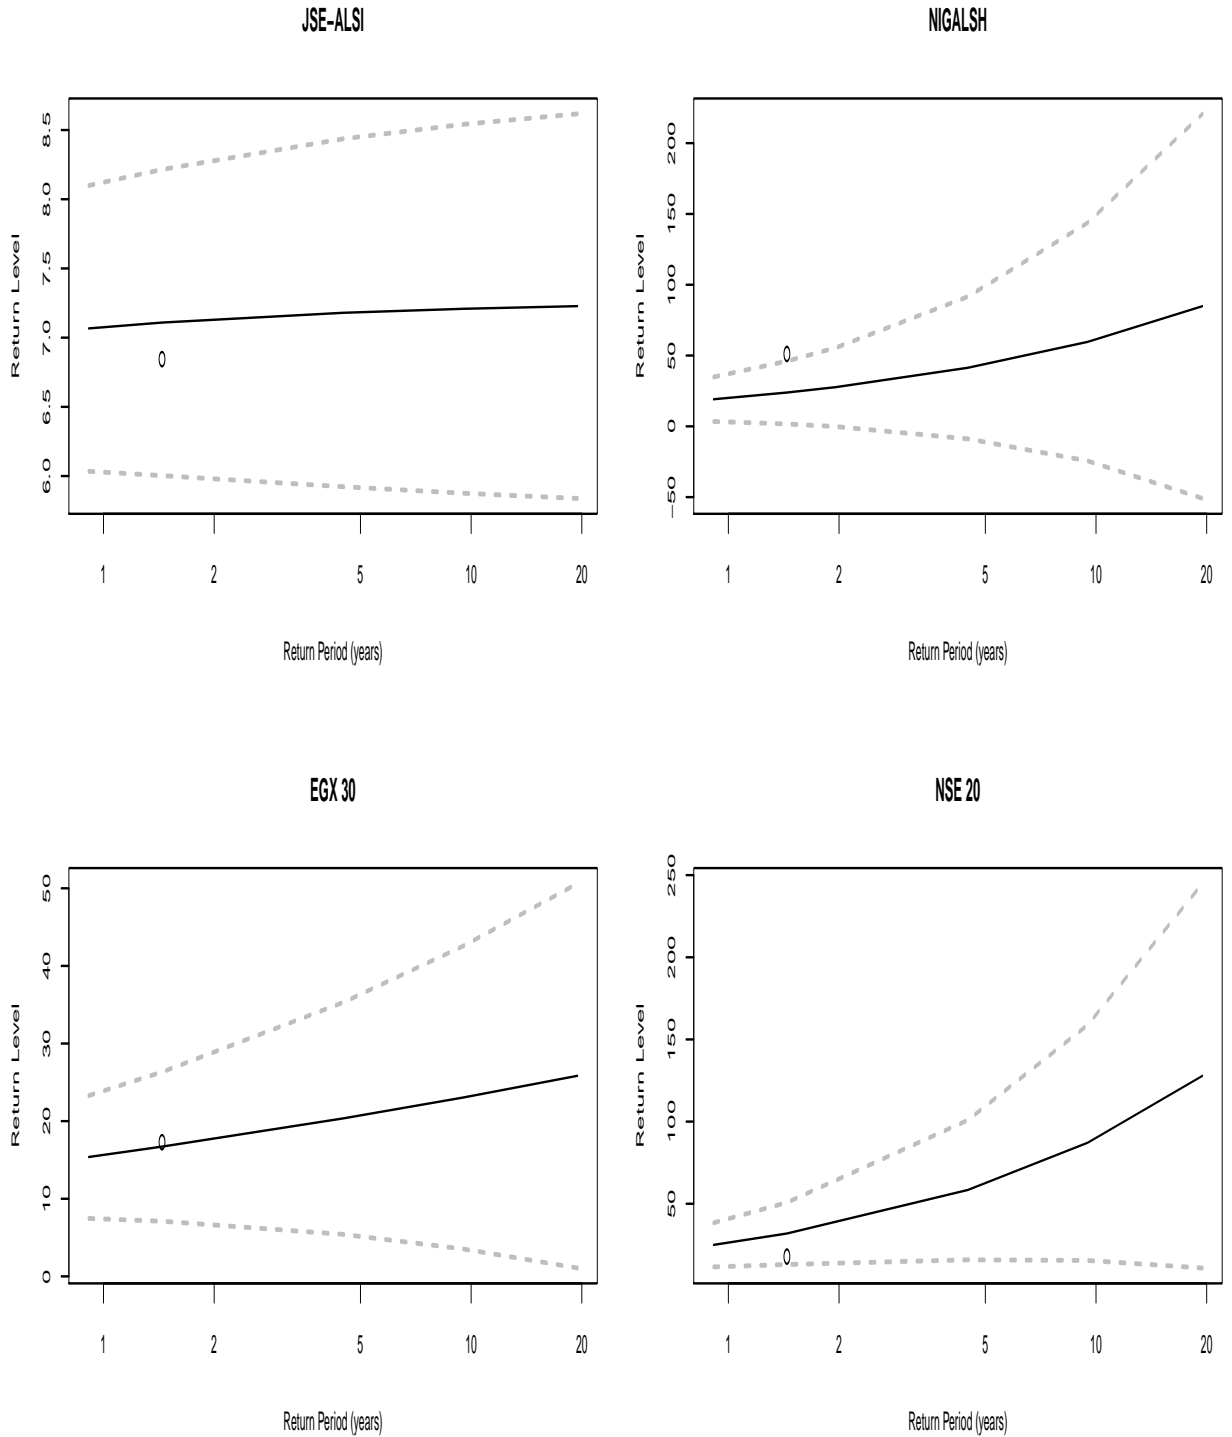 JSE−ALSI
Return Level
8.5
8.0
7.5
7.0
6.5
6.0
1 2 5 10 20
Return Period (years)
NIGALSH
Return Level
200
150
100
50
0
−50
1 2 5 10 20
Return Period (years)
EGX 30
Return Level
50
40
30
20
10
0
1 2 5 10 20
Return Period (years)
NSE 20
Return Level
250
200
150
100
50
1 2 5 10 20
Return Period (years)